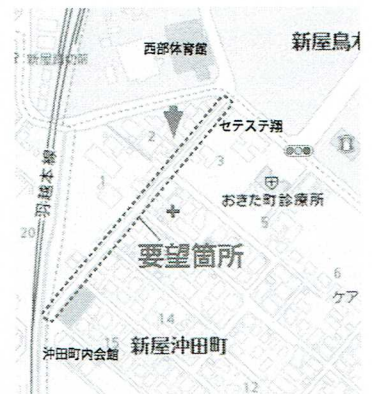 西部体育館
新屋鳥木
セテステ翔
2
3
1
おきた町診療所
羽越本線
5
20
要望箇所
6
ケア
14
15
新屋沖田町
沖田町内会館
12